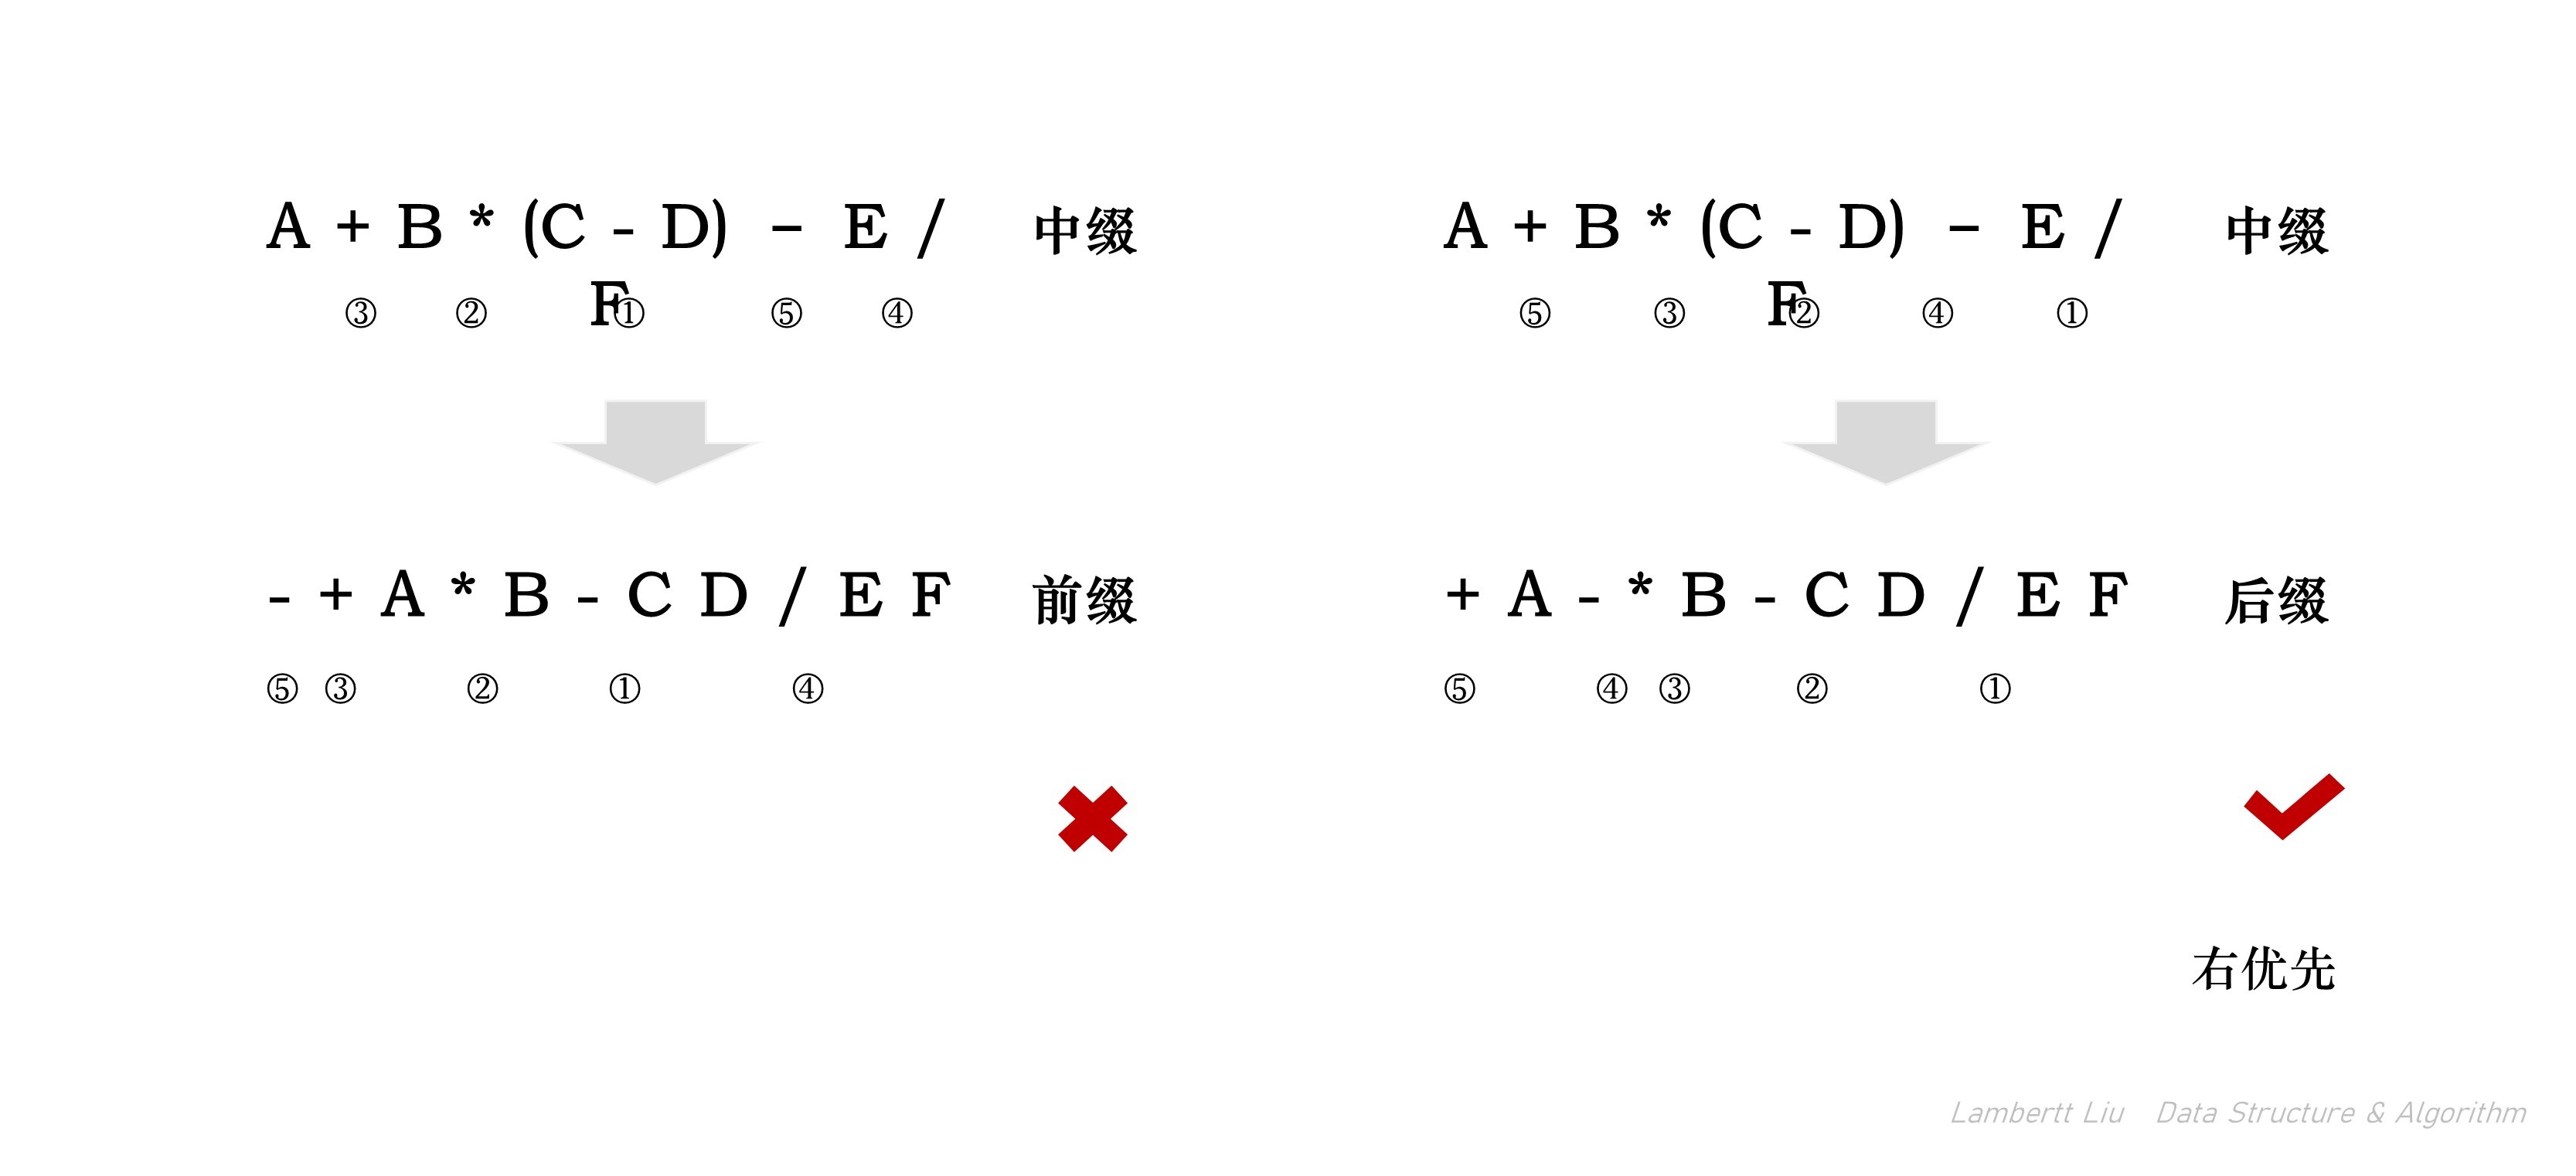 A + B * (C - D) – E / F 中缀
③ ② ① ⑤ ④
- + A * B - C D / E F 前缀
⑤ ③ ② ① ④
A + B * (C - D) – E / F 中缀
⑤ ③ ② ④ ①
+ A - * B - C D / E F 后缀
⑤ ④ ③ ② ①
右优先
Lambertt Liu Data Structure & Algorithm